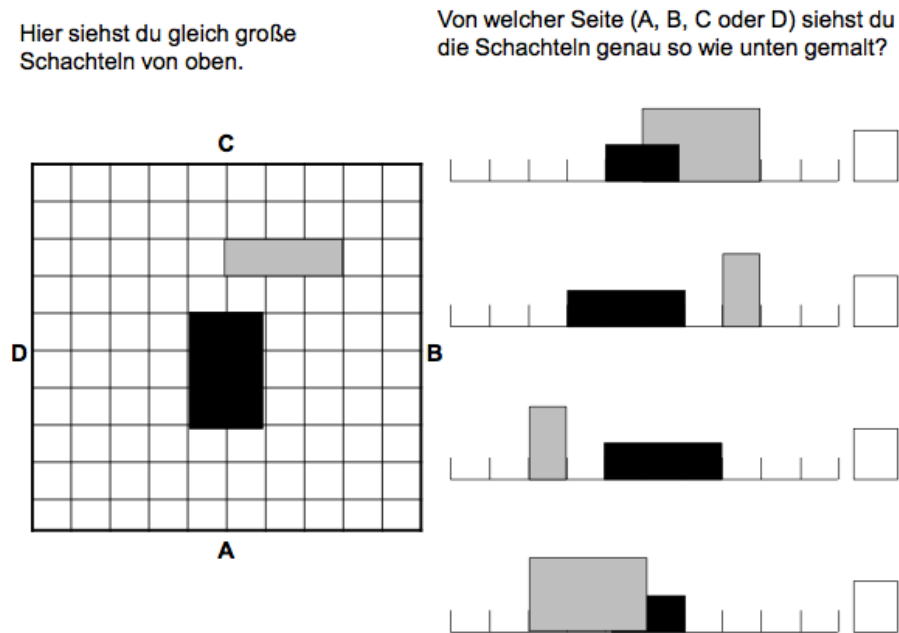 Hier siehst du gleich große
Schachteln von oben.
Von welcher Seite (A, B, C oder D) siehst du
die Schachteln genau so wie unten gemalt?
C
D
B
A